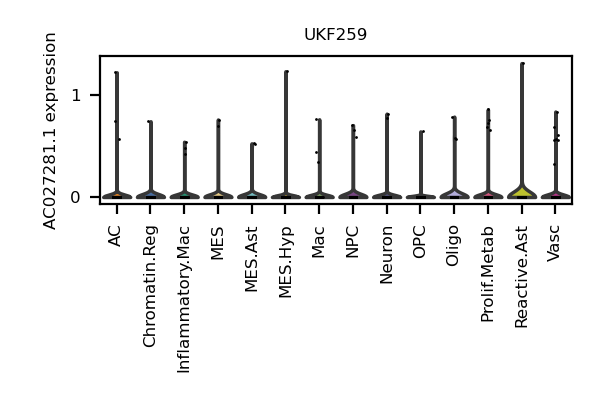 UKF259
AC027281.1 expression
1
0
AC
Chromatin.Reg
Inflammatory.Mac
MES
MES.Ast
MES.Hyp
Mac
NPC
Neuron
OPC
Oligo
Prolif.Metab
Reactive.Ast
Vasc